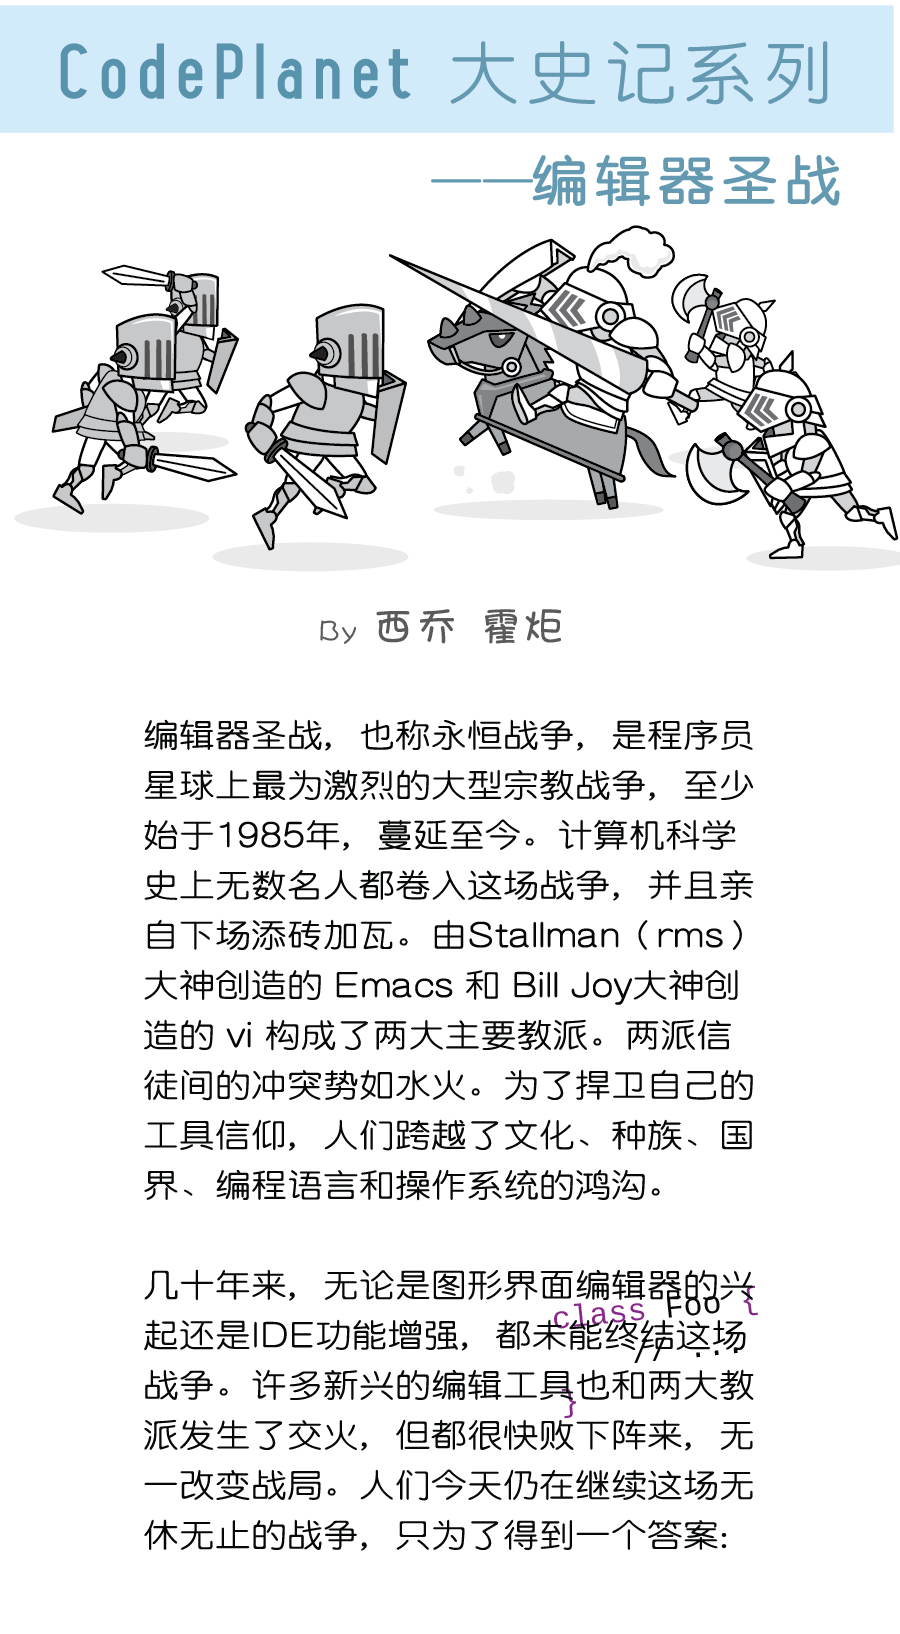 CodePlanet 大史记系列
——编辑器圣战
By 西乔 霍炬
编辑器圣战，也称永恒战争，是程序员
星球上最为激烈的大型宗教战争，至少
始于1985年，蔓延至今。计算机科学
史上无数名人都卷入这场战争，并且亲
自下场添砖加瓦。由Stallman（rms）
大神创造的 Emacs 和 Bill Joy大神创
造的 vi 构成了两大主要教派。两派信
徒间的冲突势如水火。为了捍卫自己的
工具信仰，人们跨越了文化、种族、国
界、编程语言和操作系统的鸿沟。
几十年来，无论是图形界面编辑器的兴
class Foo {
起还是IDE功能增强，都未能终结这场
// ...
战争。许多新兴的编辑工具也和两大教
}
派发生了交火，但都很快败下阵来，无
一改变战局。人们今天仍在继续这场无
休无止的战争，只为了得到一个答案: